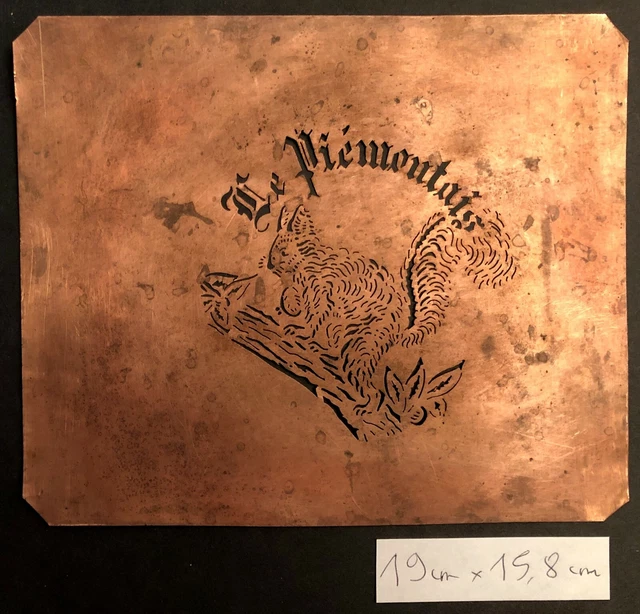 Le Piémontais
19cm x 15,8 cm